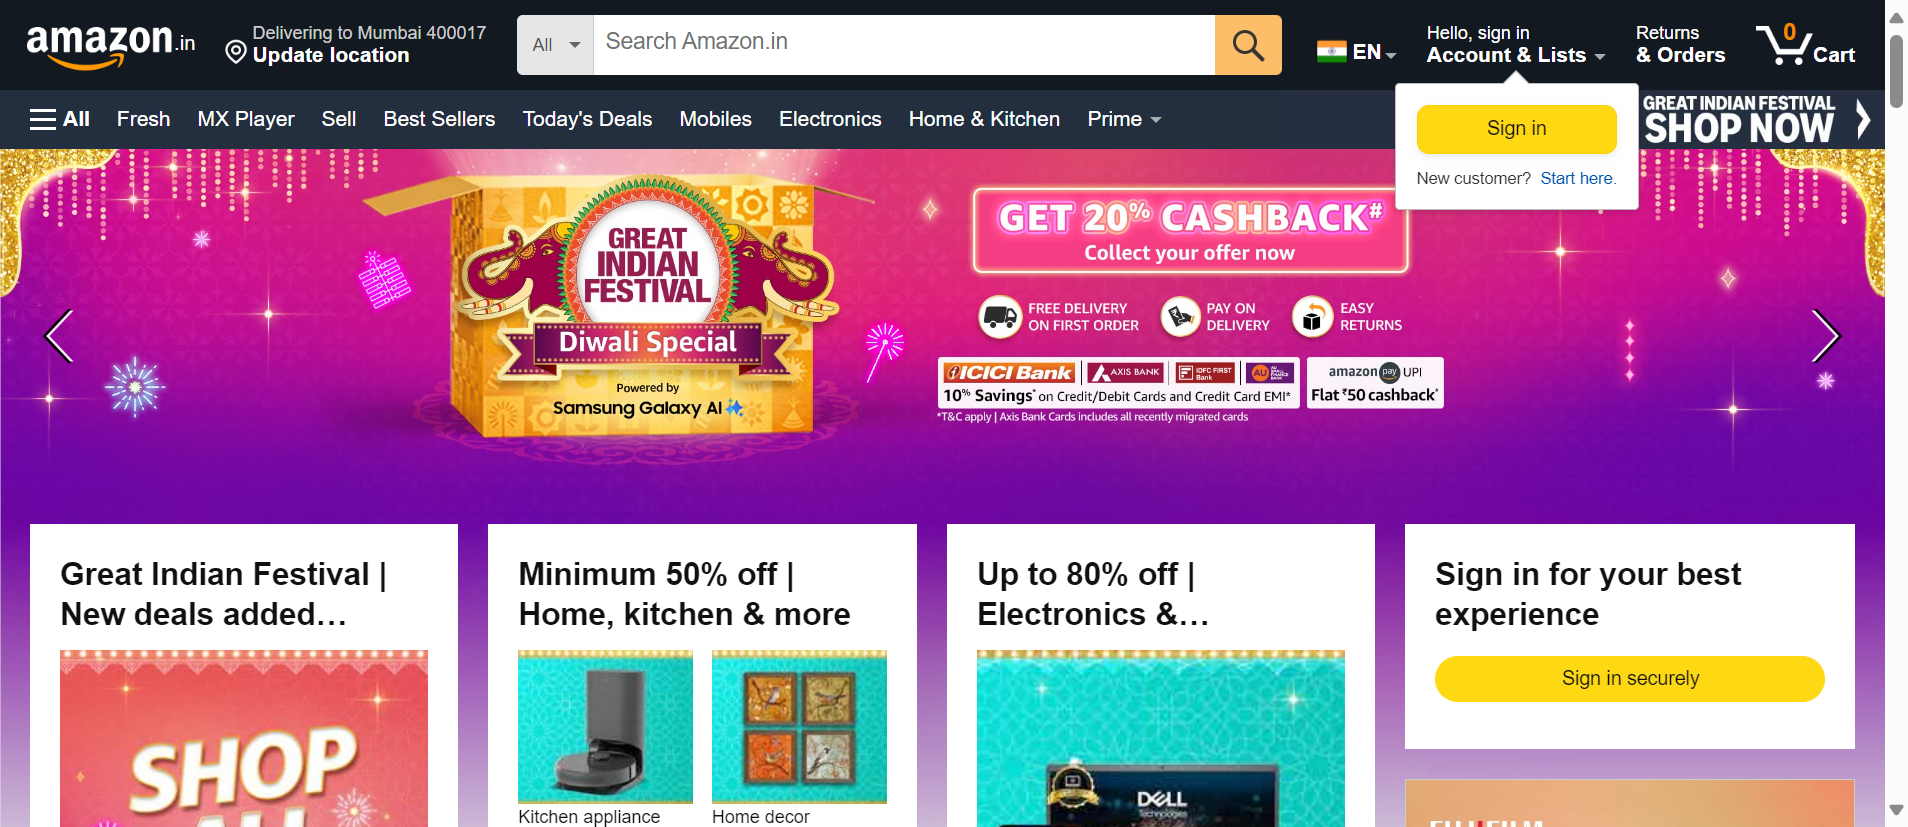 amazon.in
Delivering to Mumbai 400017
Update location
All
Search Amazon.in
EN
Hello, sign in
Account & Lists
Returns
& Orders
0
Cart
All
Fresh
MX Player
Sell
Best Sellers
Today's Deals
Mobiles
Electronics
Home & Kitchen
Prime
Sign in
New customer? Start here.
GREAT INDIAN FESTIVAL
SHOP NOW
GREAT
INDIAN
FESTIVAL
Diwali Special
Powered by
Samsung Galaxy AI
GET 20% CASHBACK#
Collect your offer now
FREE DELIVERY
ON FIRST ORDER
PAY ON
DELIVERY
EASY
RETURNS
ICICI Bank
AXIS BANK
IDFC FIRST
Bank
AU
10% Savings* on Credit/Debit Cards and Credit Card EMI*
amazon pay UPI
Flat ₹50 cashback*
*T&C apply | Axis Bank Cards includes all recently migrated cards
Great Indian Festival |
New deals added…
SHOP
ALL
Minimum 50% off |
Home, kitchen & more
Kitchen appliance
Home decor
Up to 80% off |
Electronics &…
DELL
Technologies
Sign in for your best
experience
Sign in securely
FUJIFILM